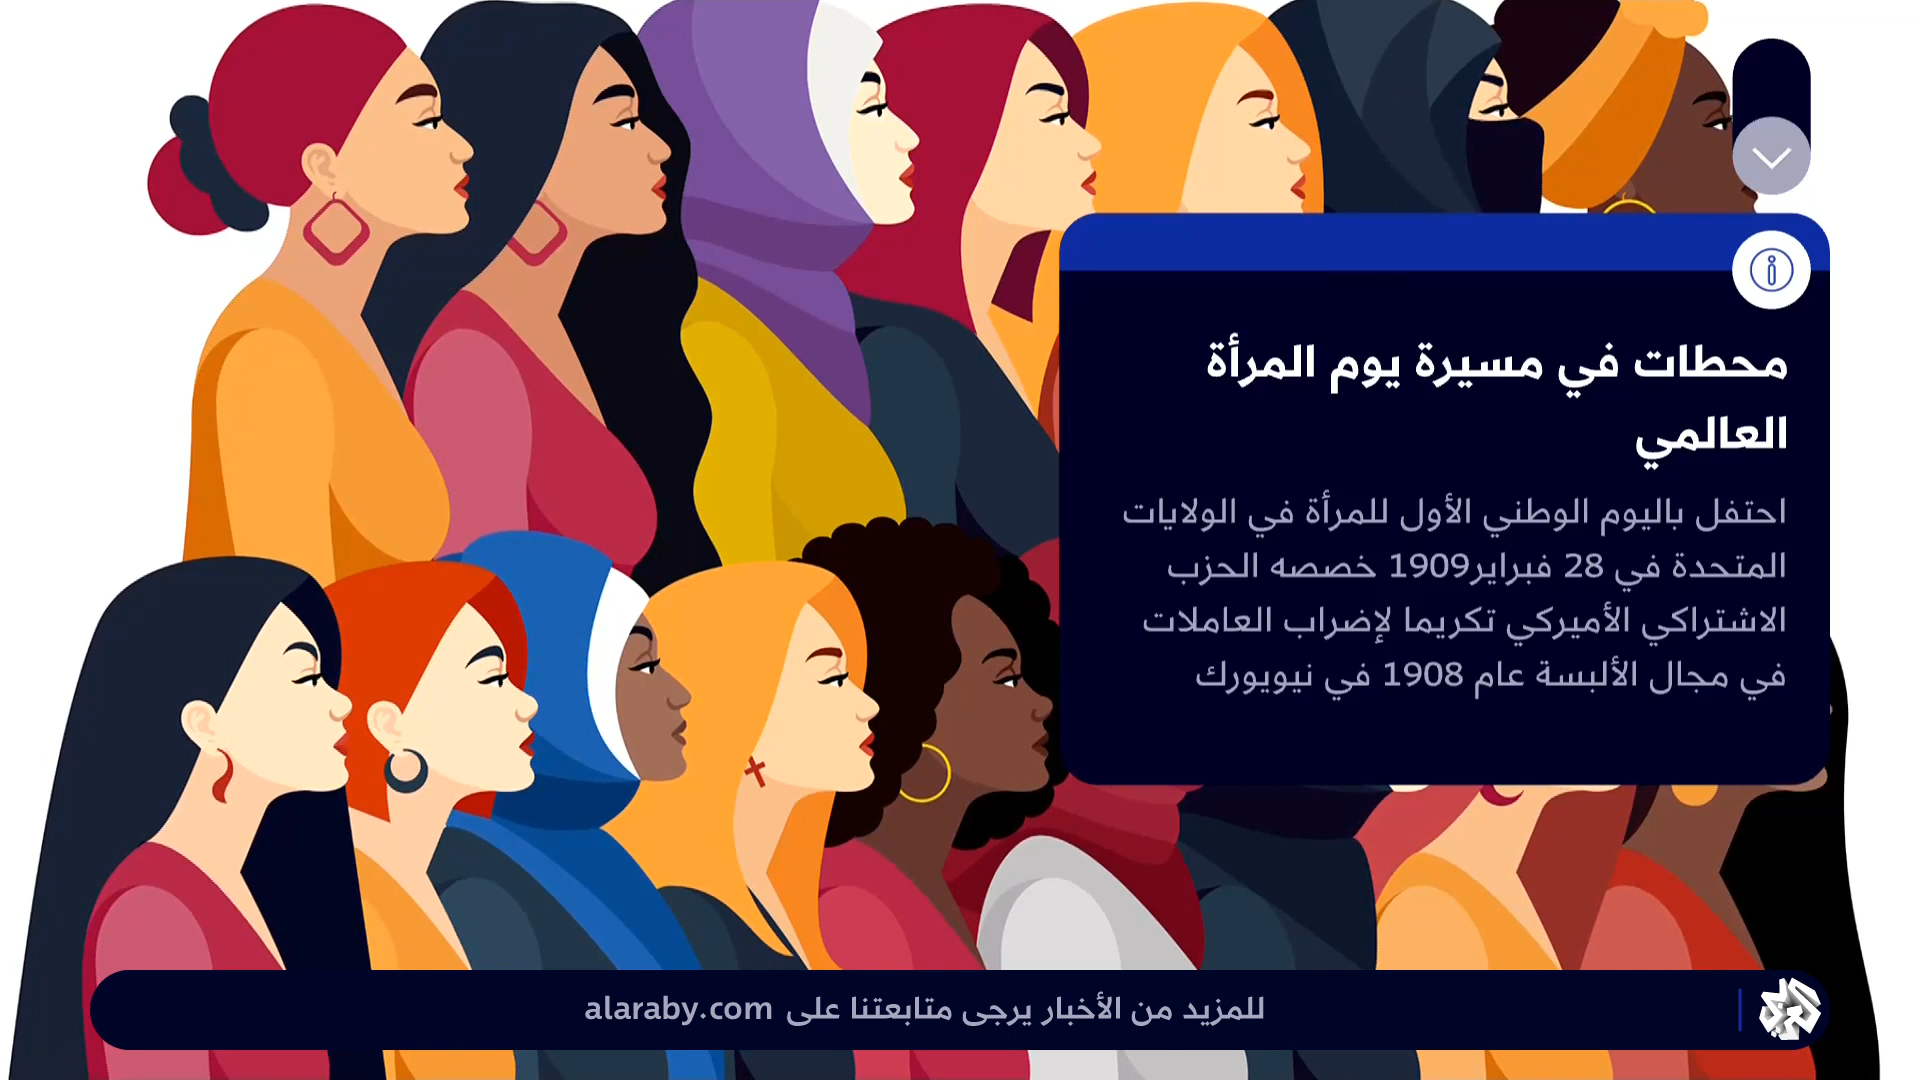 محطات في مسيرة يوم المرأة
العالمي
احتفل باليوم الوطني الأول للمرأة في الولايات
المتحدة في 28 فبراير1909 خصصه الحزب
الاشتراكي الأميركي تكريما لإضراب العاملات
في مجال الألبسة عام 1908 في نيويورك
للمزيد من الأخبار يرجى متابعتنا على alaraby.com